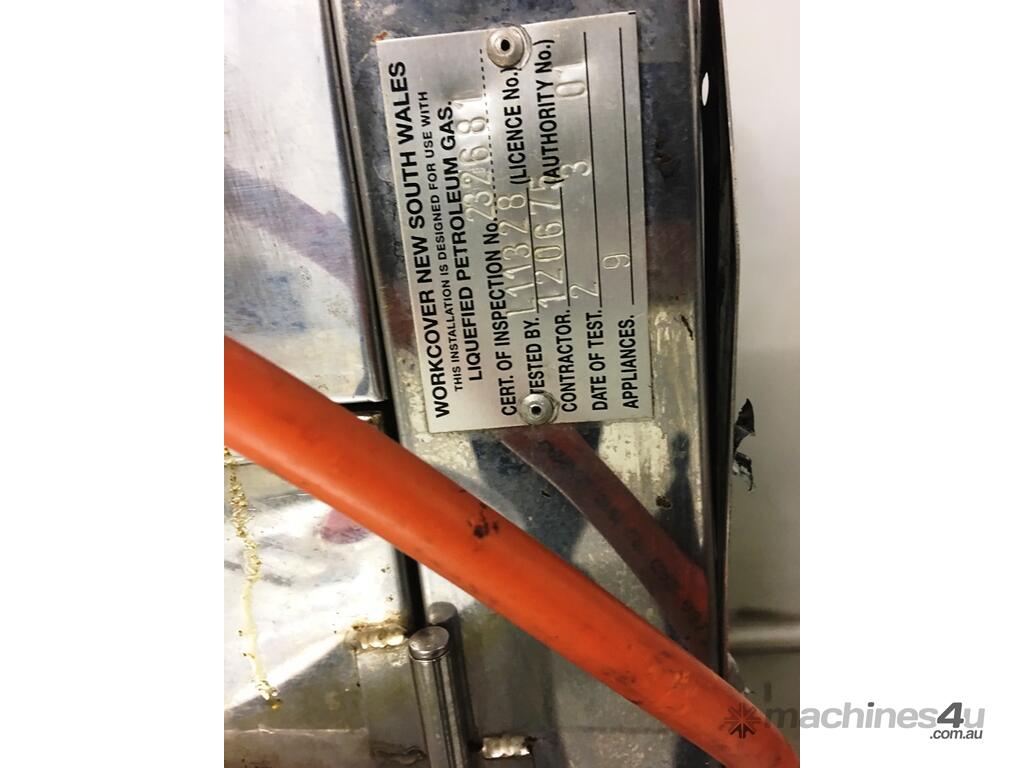 WORKCOVER NEW SOUTH WALES
THIS INSTALLATION IS DESIGNED FOR USE WITH
LIQUEFIED PETROLEUM GAS.
CERT. OF INSPECTION No. 232681
TESTED BY. L11328 (LICENCE No.)
CONTRACTOR. 120675 (AUTHORITY No.)
DATE OF TEST. 2 3 01
APPLIANCES. 9
machines4u
.com.au